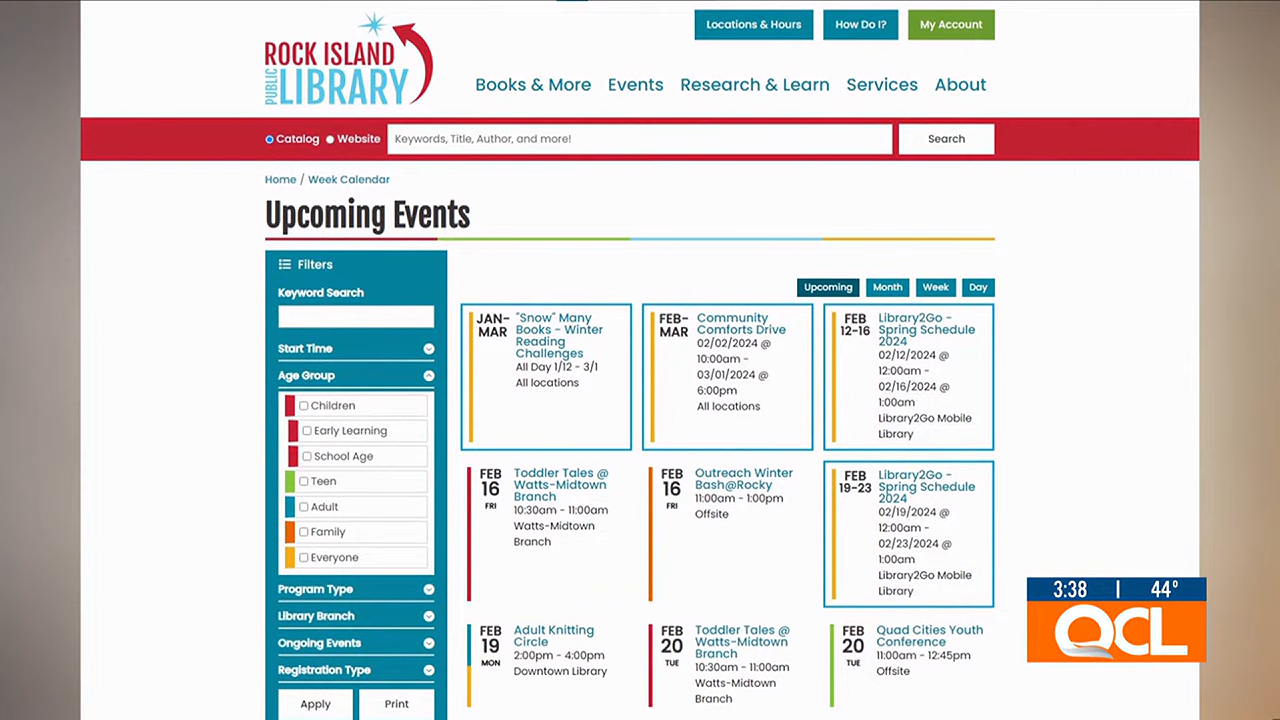 ROCK ISLAND
PUBLIC
LIBRARY
Locations & Hours
How Do I?
My Account
Books & More
Events
Research & Learn
Services
About
Catalog
Website
Keywords, Title, Author, and more!
Search
Home / Week Calendar
Upcoming Events
Filters
Keyword Search
Start Time
Age Group
Children
Early Learning
School Age
Teen
Adult
Family
Everyone
Program Type
Library Branch
Ongoing Events
Registration Type
Apply
Print
Upcoming
Month
Week
Day
JAN-
MAR
"Snow" Many
Books - Winter
Reading
Challenges
All Day 1/12 - 3/1
All locations
FEB-
MAR
Community
Comforts Drive
02/02/2024 @
10:00am -
03/01/2024 @
6:00pm
All locations
FEB
12-16
Library2Go -
Spring Schedule
2024
02/12/2024 @
12:00am -
02/16/2024 @
1:00am
Library2Go Mobile
Library
FEB
16
FRI
Toddler Tales @
Watts-Midtown
Branch
10:30am - 11:00am
Watts-Midtown
Branch
FEB
16
FRI
Outreach Winter
Bash@Rocky
11:00am - 1:00pm
Offsite
FEB
19-23
Library2Go -
Spring Schedule
2024
02/19/2024 @
12:00am -
02/23/2024 @
1:00am
Library2Go Mobile
Library
FEB
19
MON
Adult Knitting
Circle
2:00pm - 4:00pm
Downtown Library
FEB
20
TUE
Toddler Tales @
Watts-Midtown
Branch
10:30am - 11:00am
Watts-Midtown
Branch
FEB
20
TUE
Quad Cities Youth
Conference
11:00am - 12:45pm
Offsite
3:38 | 44°
QCL